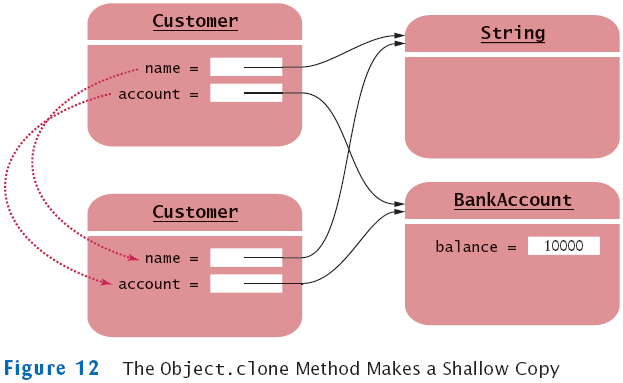 Customer
name =
account =
String
Customer
name =
account =
BankAccount
balance = 10000
Figure 12 The Object.clone Method Makes a Shallow Copy